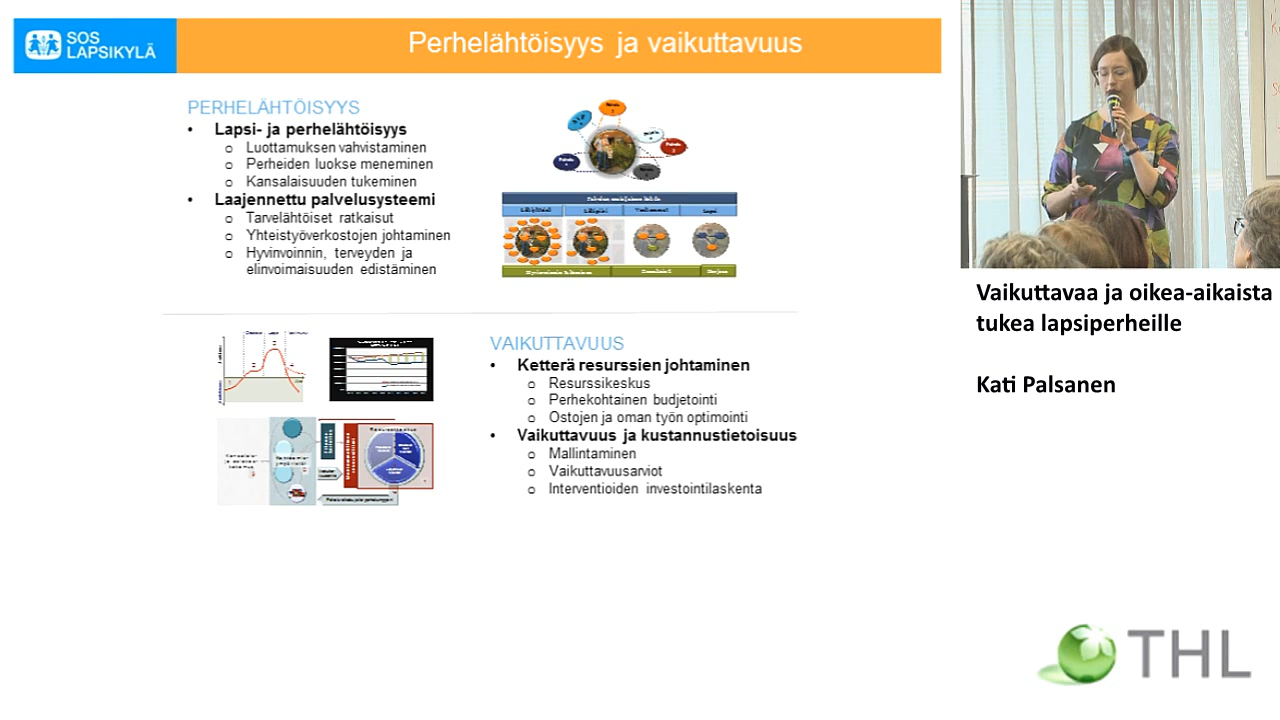 SOS
LAPSIKYLÄ
Perhelähtöisyys ja vaikuttavuus
PERHELÄHTÖISYYS
• Lapsi- ja perhelähtöisyys
o Luottamuksen vahvistaminen
o Perheiden luokse meneminen
o Kansalaisuuden tukeminen
• Laajennettu palvelusysteemi
o Tarvelähtöiset ratkaisut
o Yhteistyöverkostojen johtaminen
o Hyvinvoinnin, terveyden ja
elinvoimaisuuden edistäminen
VAIKUTTAVUUS
• Ketterä resurssien johtaminen
o Resurssikeskus
o Perhekohtainen budjetointi
o Ostojen ja oman työn optimointi
• Vaikuttavuus ja kustannustietoisuus
o Mallintaminen
o Vaikuttavuusarviot
o Interventioiden investointilaskenta
Vaikuttavaa ja oikea-aikaista
tukea lapsiperheille
Kati Palsanen
THL